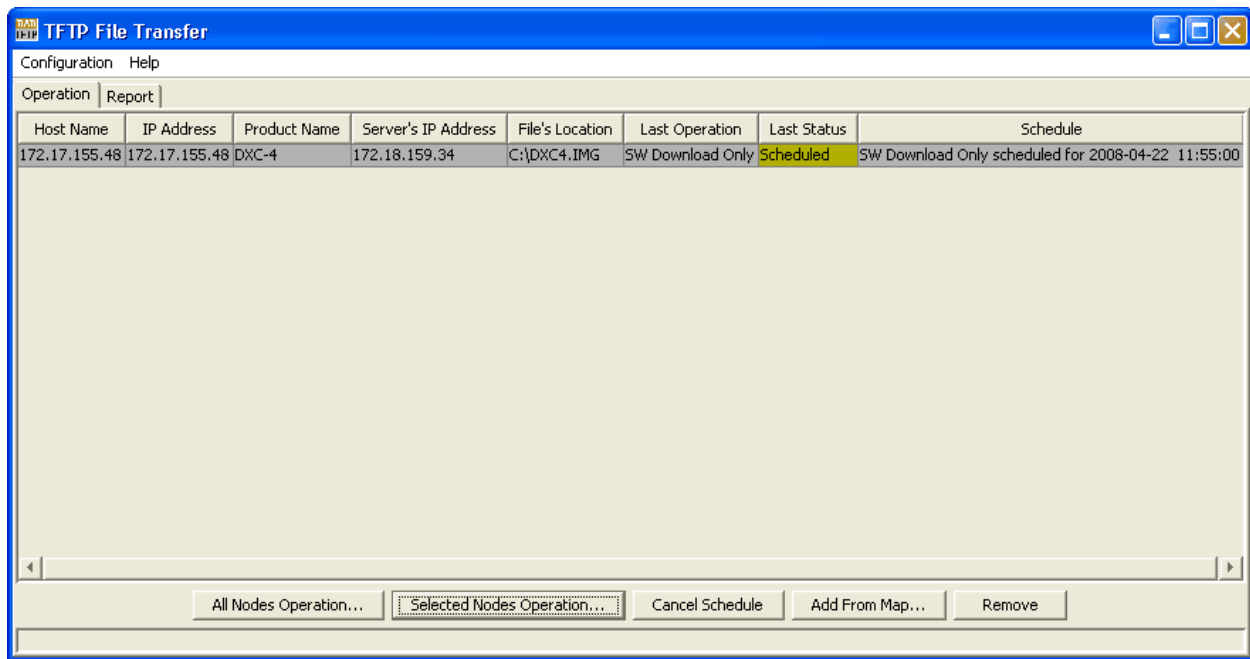 TFTP File Transfer
Configuration Help
Operation Report
Host Name IP Address Product Name Server's IP Address File's Location Last Operation Last Status Schedule
172.17.155.48 172.17.155.48 DXC-4 172.18.159.34 C:\DXC4.IMG SW Download Only Scheduled SW Download Only scheduled for 2008-04-22 11:55:00
All Nodes Operation... Selected Nodes Operation... Cancel Schedule Add From Map... Remove